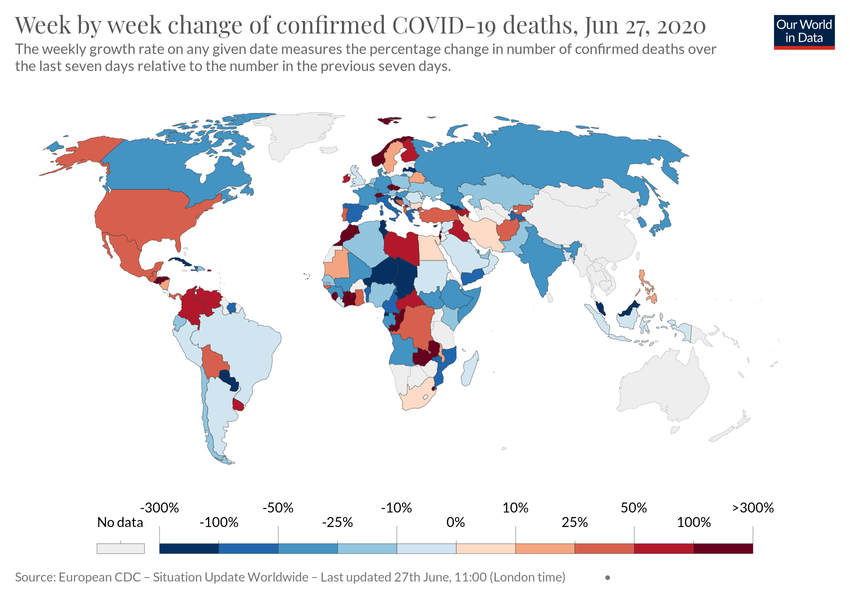 Week by week change of confirmed COVID-19 deaths, Jun 27, 2020
Our World
in Data
The weekly growth rate on any given date measures the percentage change in number of confirmed deaths over
the last seven days relative to the number in the previous seven days.
-300% -50% -10% 10% 50% >300%
No data -100% -25% 0% 25% 100%
Source: European CDC – Situation Update Worldwide – Last updated 27th June, 11:00 (London time)